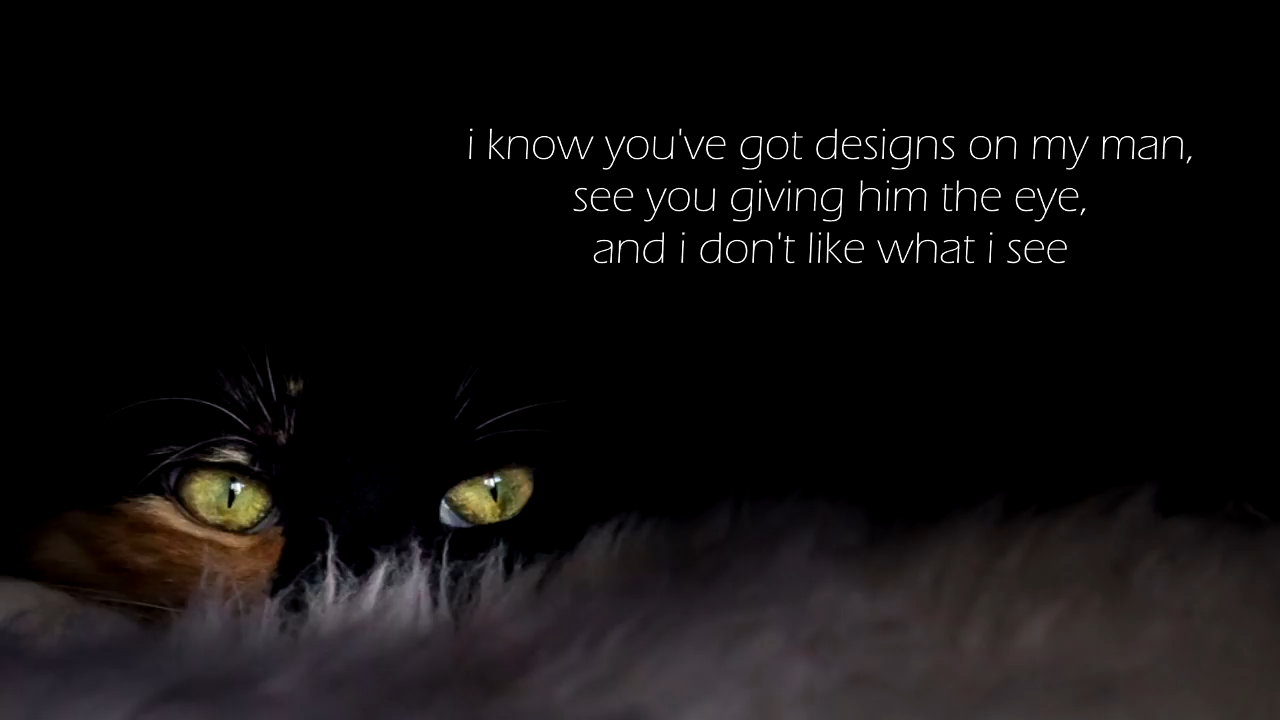 i know you've got designs on my man,
see you giving him the eye,
and i don't like what i see